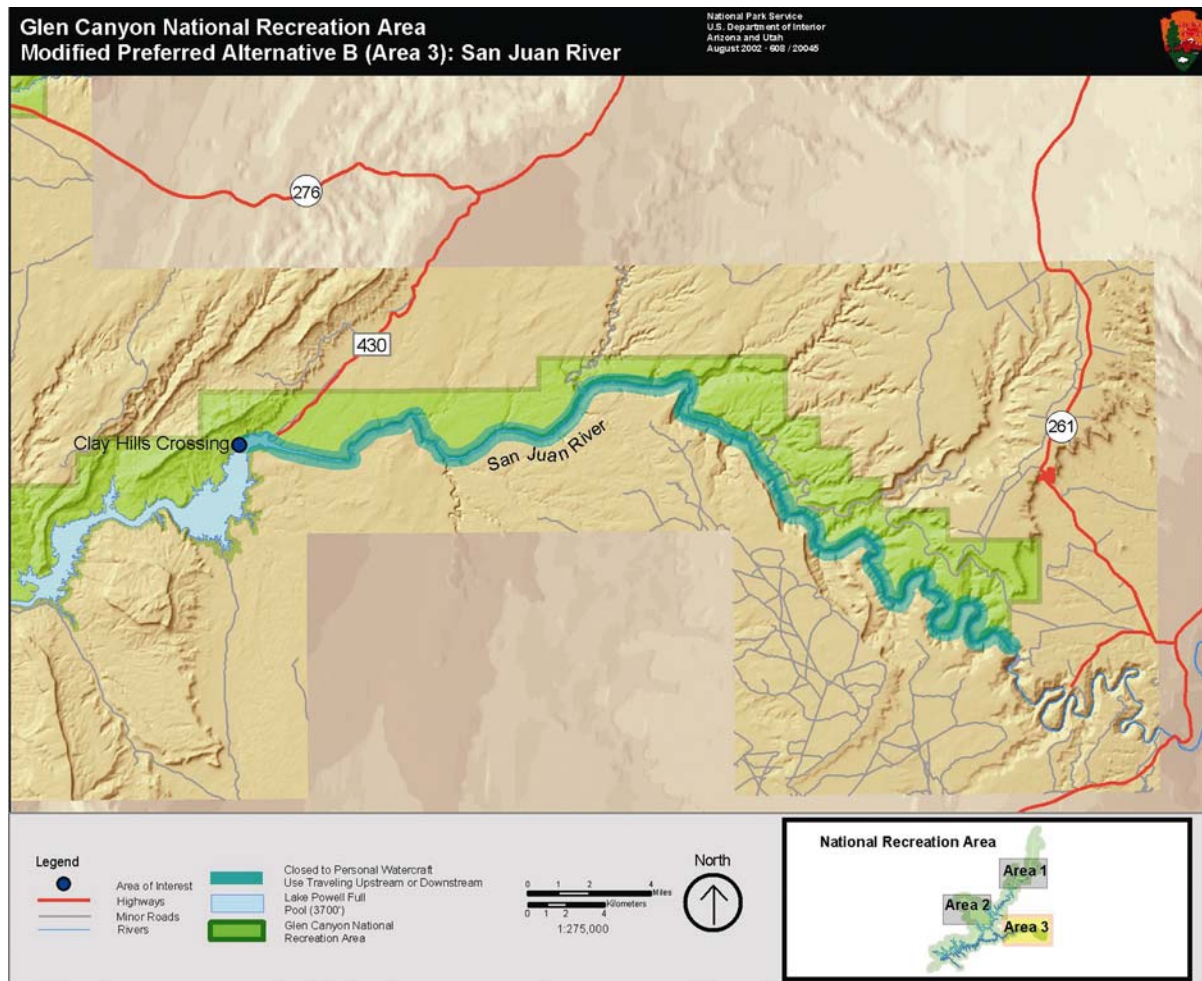 Glen Canyon National Recreation Area
Modified Preferred Alternative B (Area 3): San Juan River
National Park Service
U.S. Department of Interior
Arizona and Utah
August 2002 - 608 / 20045
276
430
Clay Hills Crossing
San Juan River
261
Legend
Area of Interest
Highways
Minor Roads
Rivers
Closed to Personal Watercraft
Use Traveling Upstream or Downstream
Lake Powell Full
Pool (3700')
Glen Canyon National
Recreation Area
0 1 2 4
Miles
0 1 2 4
Kilometers
1:275,000
North
National Recreation Area
Area 1
Area 2
Area 3